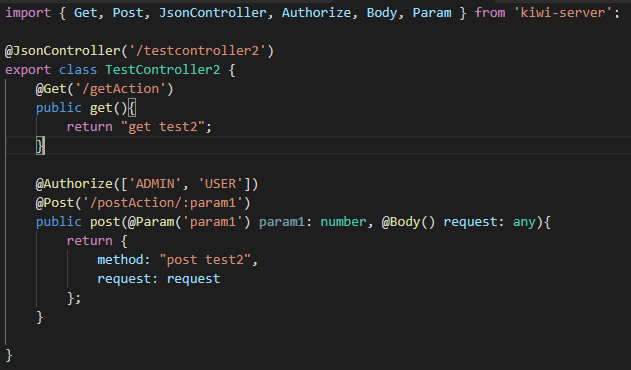 import { Get, Post, JsonController, Authorize, Body, Param } from 'kiwi-server';
@JsonController('/testcontroller2')
export class TestController2 {
@Get('/getAction')
public get(){
return "get test2";
}
@Authorize(['ADMIN', 'USER'])
@Post('/postAction/:param1')
public post(@Param('param1') param1: number, @Body() request: any){
return {
method: "post test2",
request: request
};
}
}